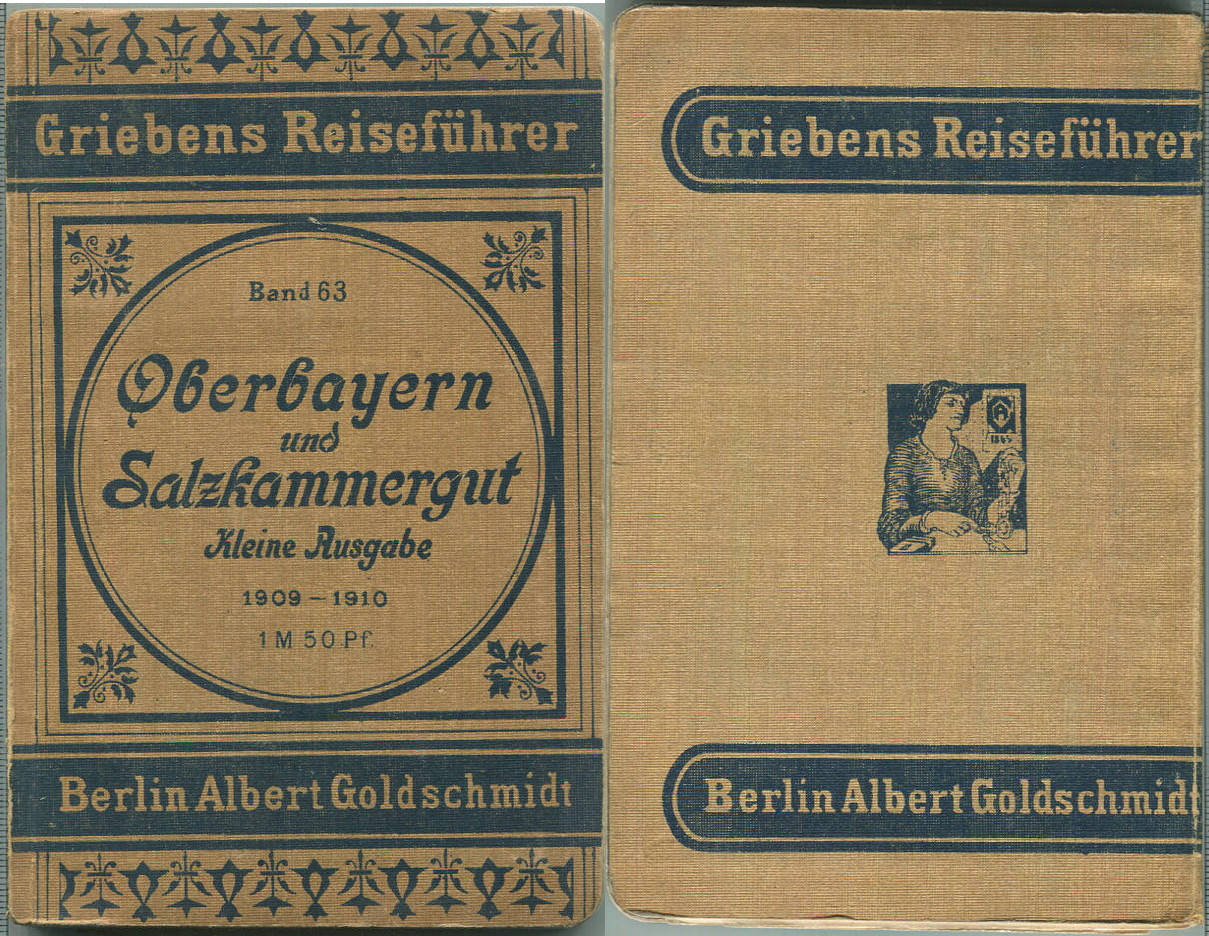 Griebens Reiseführer
Band 63
Oberbayern
und
Salzkammergut
Kleine Ausgabe
1909 – 1910
1 M 50 Pf.
Berlin Albert Goldschmidt
Griebens Reiseführer
1865
Berlin Albert Goldschmidt